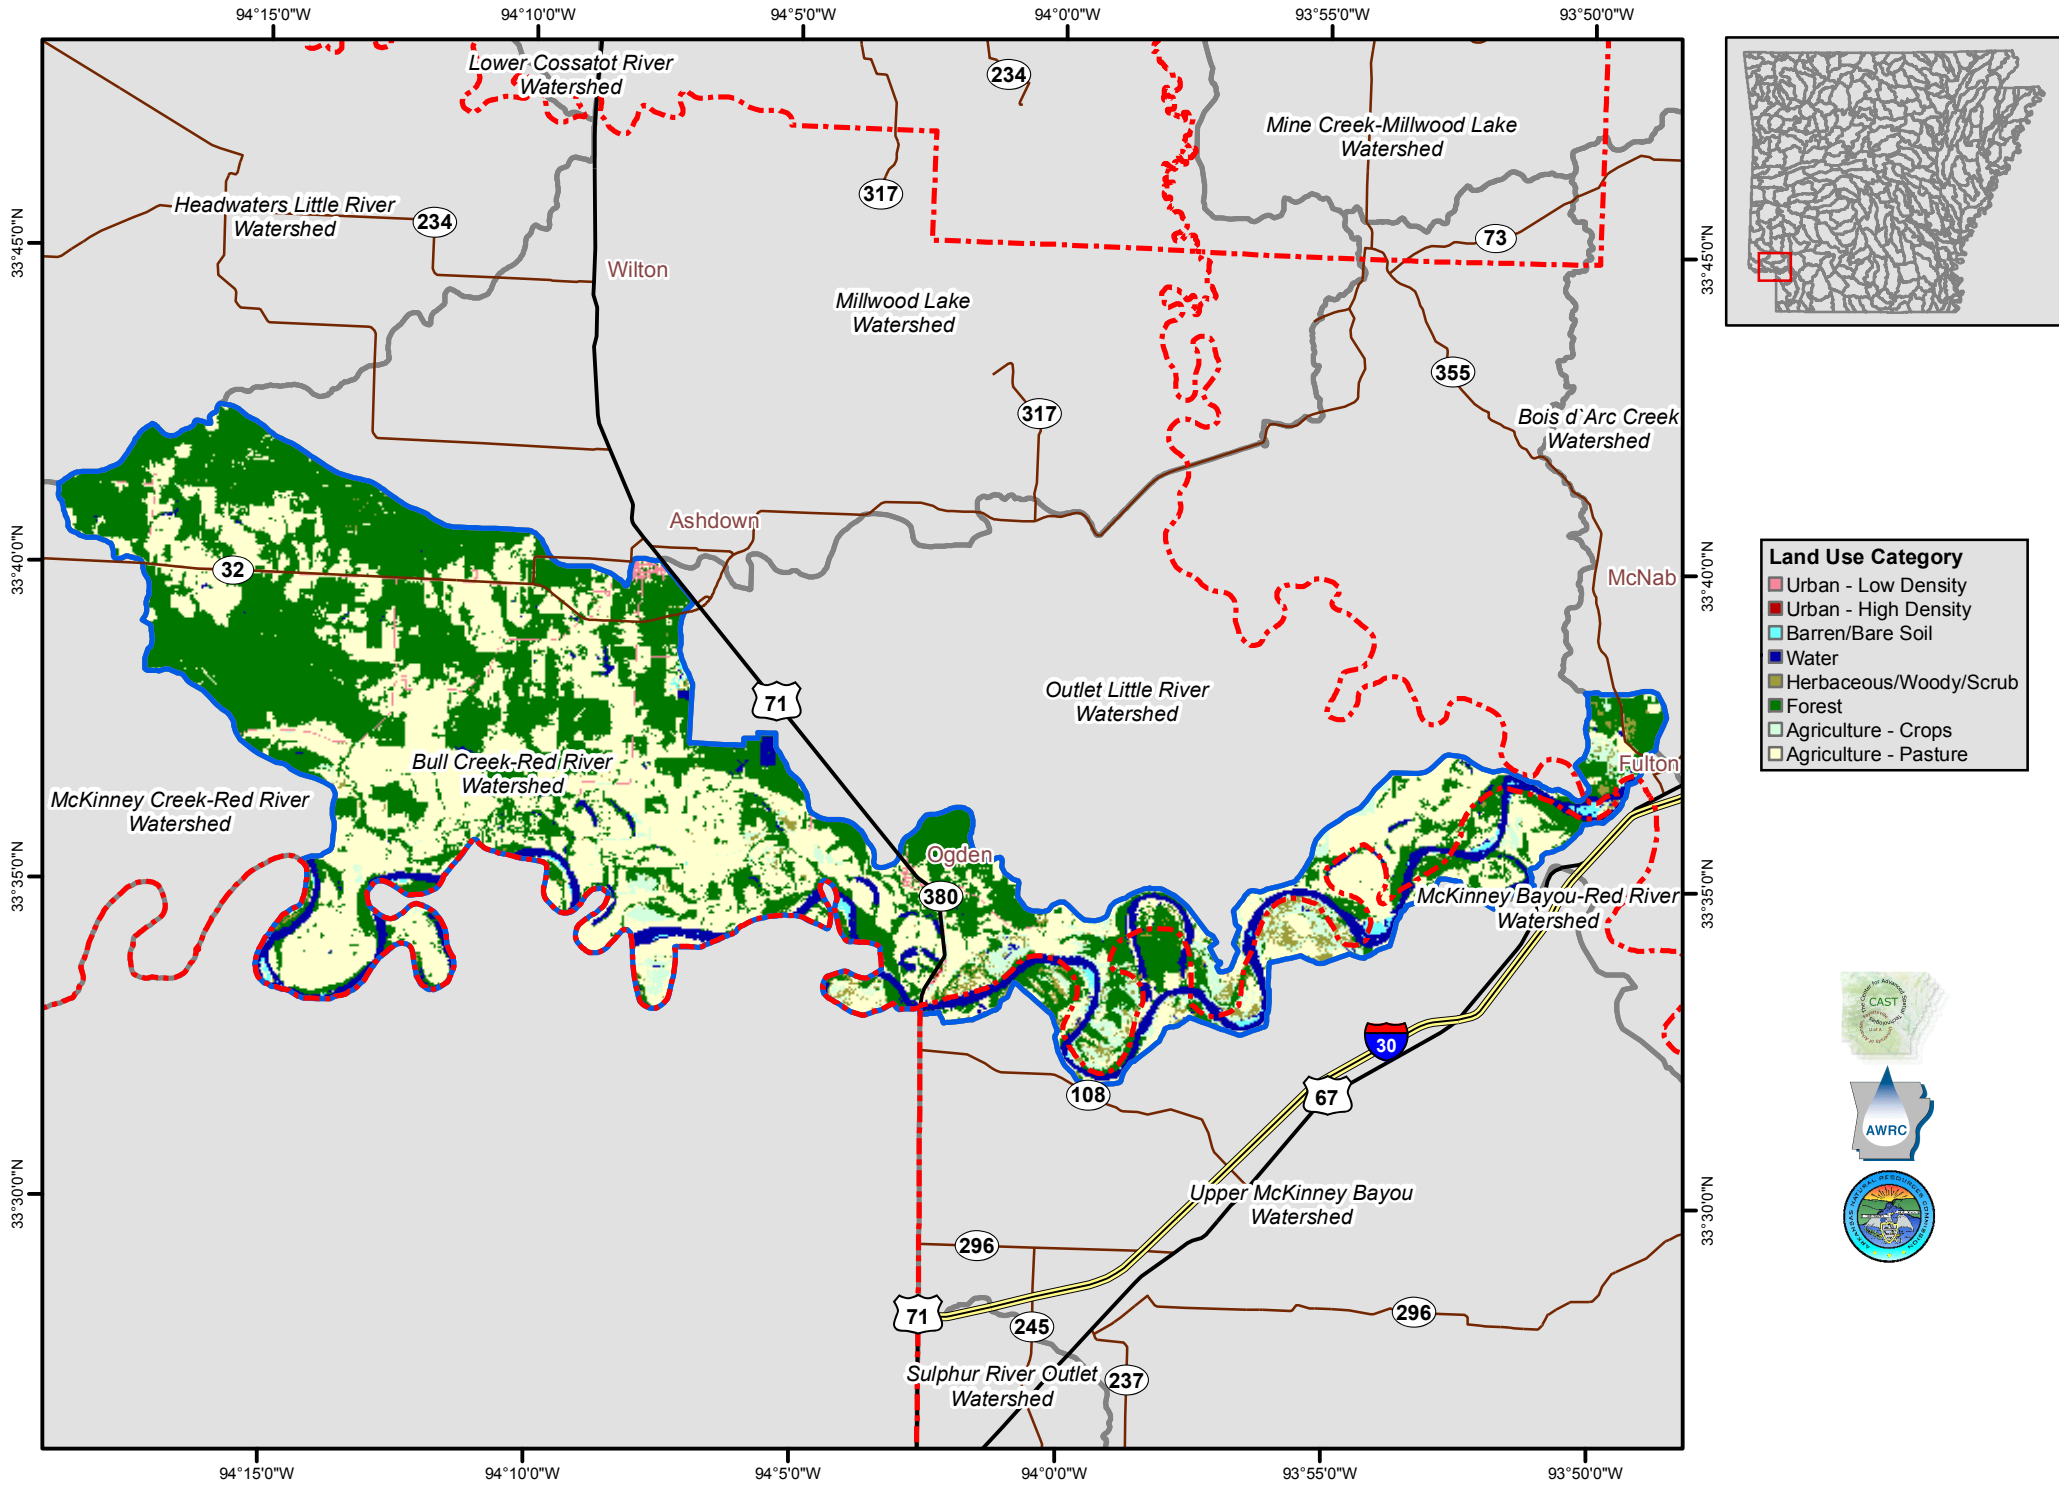 94°15'0"W
94°10'0"W
94°5'0"W
94°0'0"W
93°55'0"W
93°50'0"W
Lower Cossatot River
Watershed
234
Mine Creek-Millwood Lake
Watershed
317
Headwaters Little River
Watershed
234
73
33°45'0"N
33°45'0"N
Wilton
Millwood Lake
Watershed
355
317
Bois d`Arc Creek
Watershed
Ashdown
32
33°40'0"N
33°40'0"N
McNab
Land Use Category
Urban - Low Density
Urban - High Density
Barren/Bare Soil
Water
Herbaceous/Woody/Scrub
Forest
Agriculture - Crops
Agriculture - Pasture
71
Outlet Little River
Watershed
Bull Creek-Red River
Watershed
Fulton
McKinney Creek-Red River
Watershed
Ogden
380
33°35'0"N
33°35'0"N
McKinney Bayou-Red River
Watershed
30
67
108
CAST
AWRC
ARKANSAS NATURAL RESOURCES COMMISSION
Upper McKinney Bayou
Watershed
33°30'0"N
33°30'0"N
296
71
245
296
Sulphur River Outlet
Watershed
237
94°15'0"W
94°10'0"W
94°5'0"W
94°0'0"W
93°55'0"W
93°50'0"W